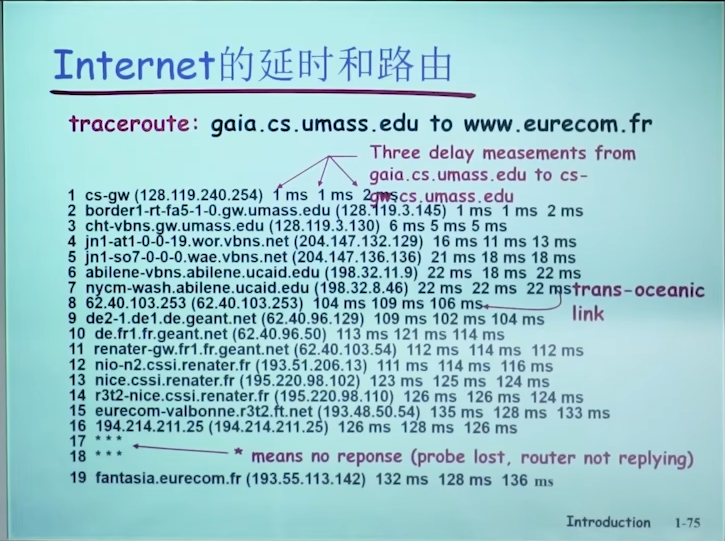 Internet的延时和路由
traceroute: gaia.cs.umass.edu to www.eurecom.fr
Three delay measements from
gaia.cs.umass.edu to cs-
gw.cs.umass.edu
1 cs-gw (128.119.240.254) 1 ms 1 ms 2 ms
2 border1-rt-fa5-1-0.gw.umass.edu (128.119.3.145) 1 ms 1 ms 2 ms
3 cht-vbns.gw.umass.edu (128.119.3.130) 6 ms 5 ms 5 ms
4 jn1-at1-0-0-19.wor.vbns.net (204.147.132.129) 16 ms 11 ms 13 ms
5 jn1-so7-0-0-0.wae.vbns.net (204.147.136.136) 21 ms 18 ms 18 ms
6 abilene-vbns.abilene.ucaid.edu (198.32.11.9) 22 ms 18 ms 22 ms
7 nycm-wash.abilene.ucaid.edu (198.32.8.46) 22 ms 22 ms 22 ms
trans-oceanic
link
8 62.40.103.253 (62.40.103.253) 104 ms 109 ms 106 ms
9 de2-1.de1.de.geant.net (62.40.96.129) 109 ms 102 ms 104 ms
10 de.fr1.fr.geant.net (62.40.96.50) 113 ms 121 ms 114 ms
11 renater-gw.fr1.fr.geant.net (62.40.103.54) 112 ms 114 ms 112 ms
12 nio-n2.cssi.renater.fr (193.51.206.13) 111 ms 114 ms 116 ms
13 nice.cssi.renater.fr (195.220.98.102) 123 ms 125 ms 124 ms
14 r3t2-nice.cssi.renater.fr (195.220.98.110) 126 ms 126 ms 124 ms
15 eurecom-valbonne.r3t2.ft.net (193.48.50.54) 135 ms 128 ms 133 ms
16 194.214.211.25 (194.214.211.25) 126 ms 128 ms 126 ms
17 * * *
18 * * *
* means no reponse (probe lost, router not replying)
19 fantasia.eurecom.fr (193.55.113.142) 132 ms 128 ms 136 ms
Introduction 1-75